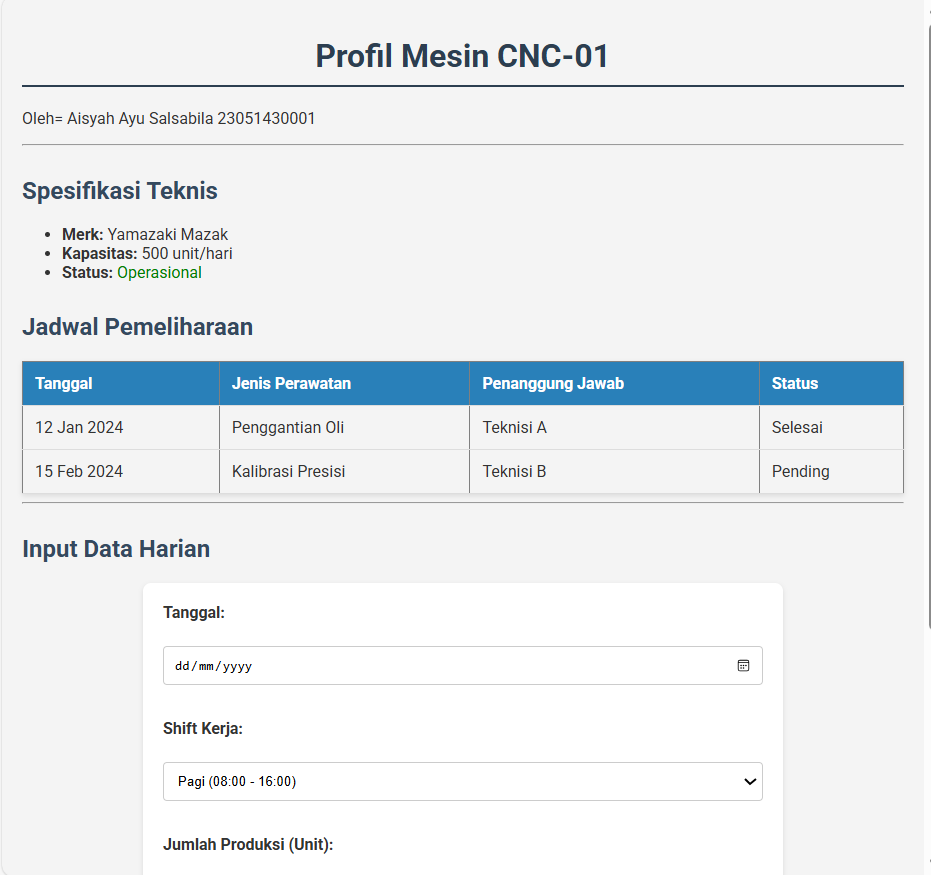 Profil Mesin CNC-01
Oleh= Aisyah Ayu Salsabila 23051430001
Spesifikasi Teknis
• Merk: Yamazaki Mazak
• Kapasitas: 500 unit/hari
• Status: Operasional
Jadwal Pemeliharaan
Tanggal Jenis Perawatan Penanggung Jawab Status
12 Jan 2024 Penggantian Oli Teknisi A Selesai
15 Feb 2024 Kalibrasi Presisi Teknisi B Pending
Input Data Harian
Tanggal:
dd/mm/yyyy
Shift Kerja:
Pagi (08:00 - 16:00)
Jumlah Produksi (Unit):